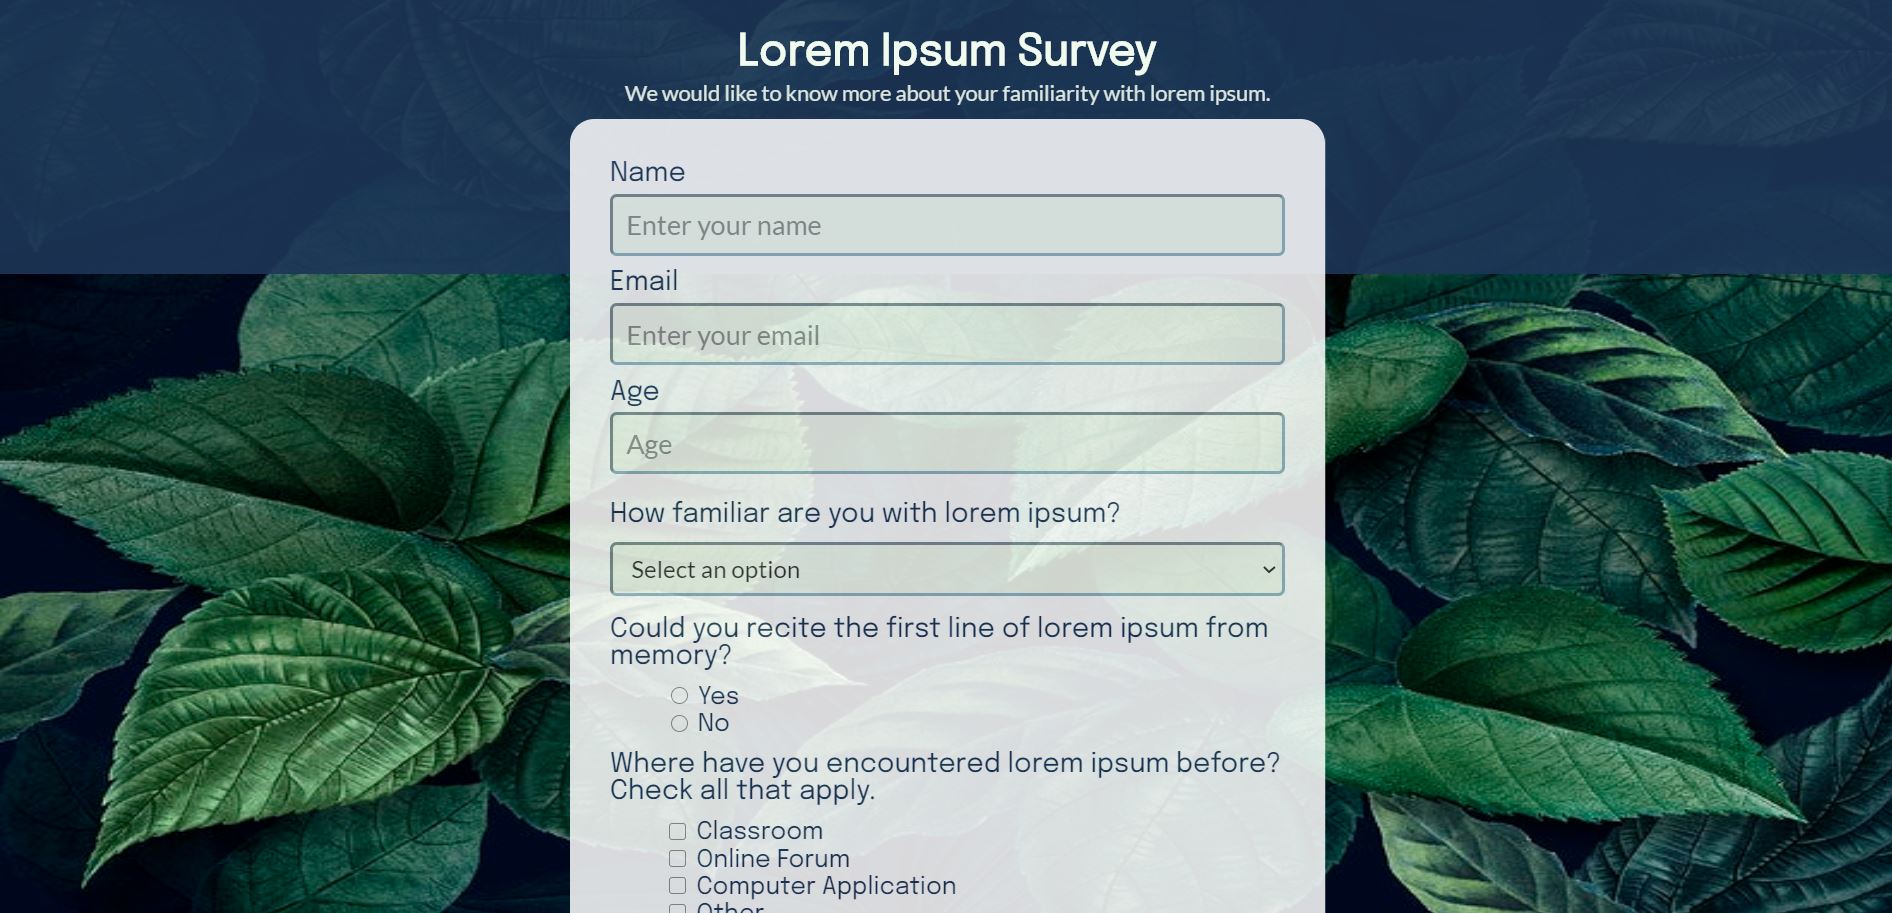 Lorem Ipsum Survey
We would like to know more about your familiarity with lorem ipsum.
Name
Enter your name
Email
Enter your email
Age
Age
How familiar are you with lorem ipsum?
Select an option
Could you recite the first line of lorem ipsum from
memory?
Yes
No
Where have you encountered lorem ipsum before?
Check all that apply.
Classroom
Online Forum
Computer Application
Other